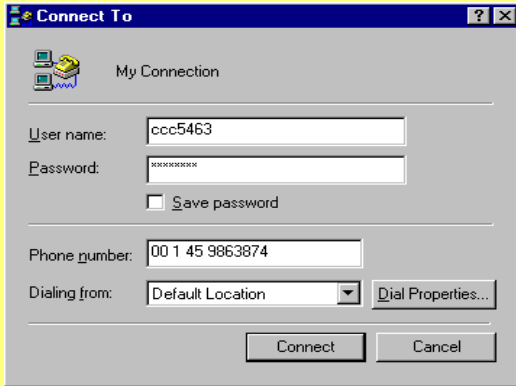 Connect To
My Connection
User name: ccc5463
Password: ********
Save password
Phone number: 00 1 45 9863874
Dialing from: Default Location Dial Properties...
Connect Cancel